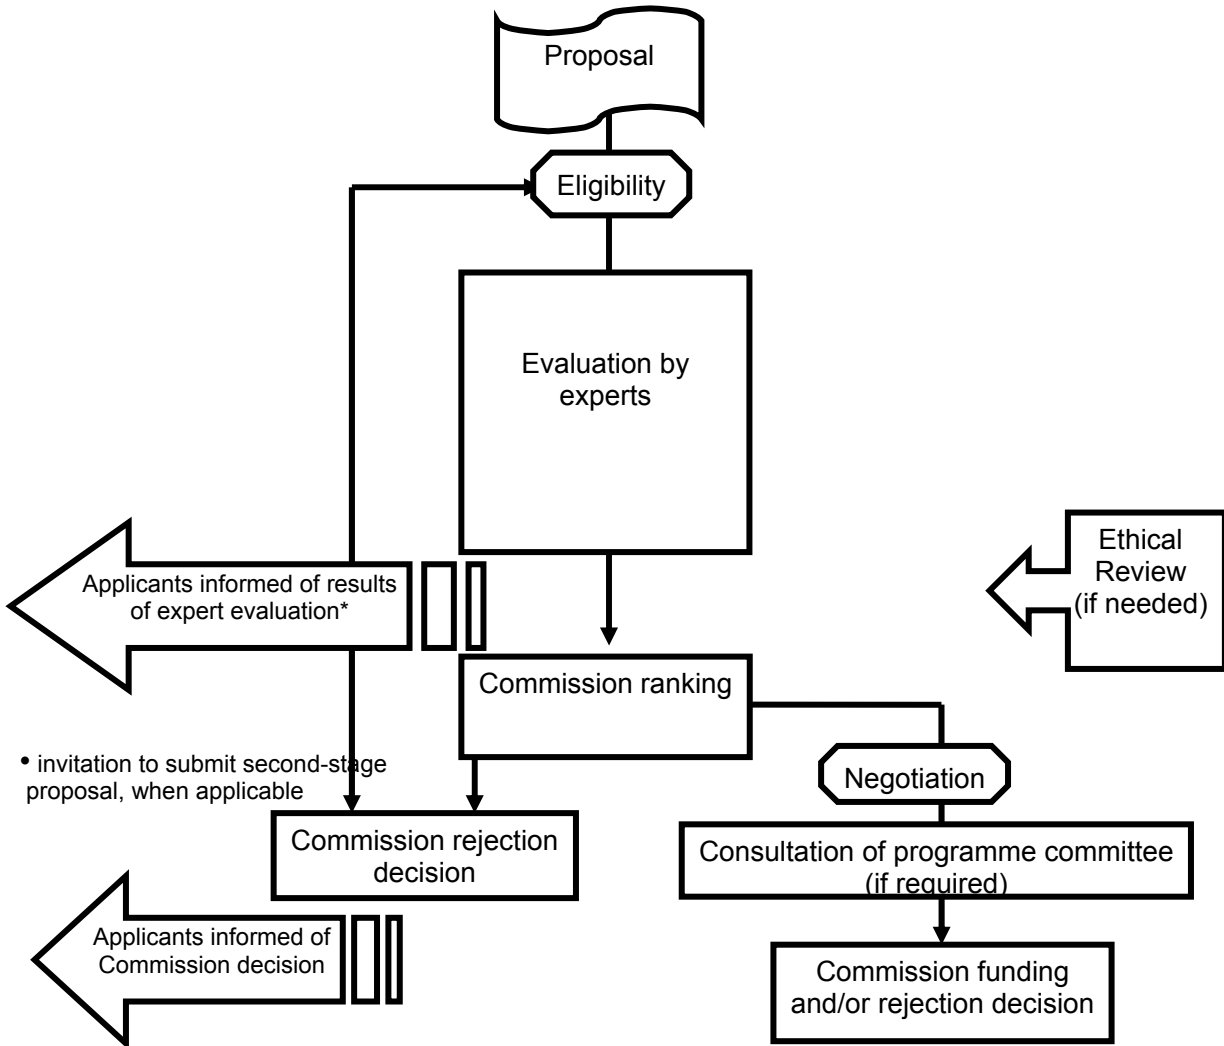 Proposal
Eligibility
Evaluation by
experts
Ethical
Review
(if needed)
Applicants informed of results
of expert evaluation*
Commission ranking
• invitation to submit second-stage
proposal, when applicable
Negotiation
Commission rejection
decision
Consultation of programme committee
(if required)
Applicants informed of
Commission decision
Commission funding
and/or rejection decision